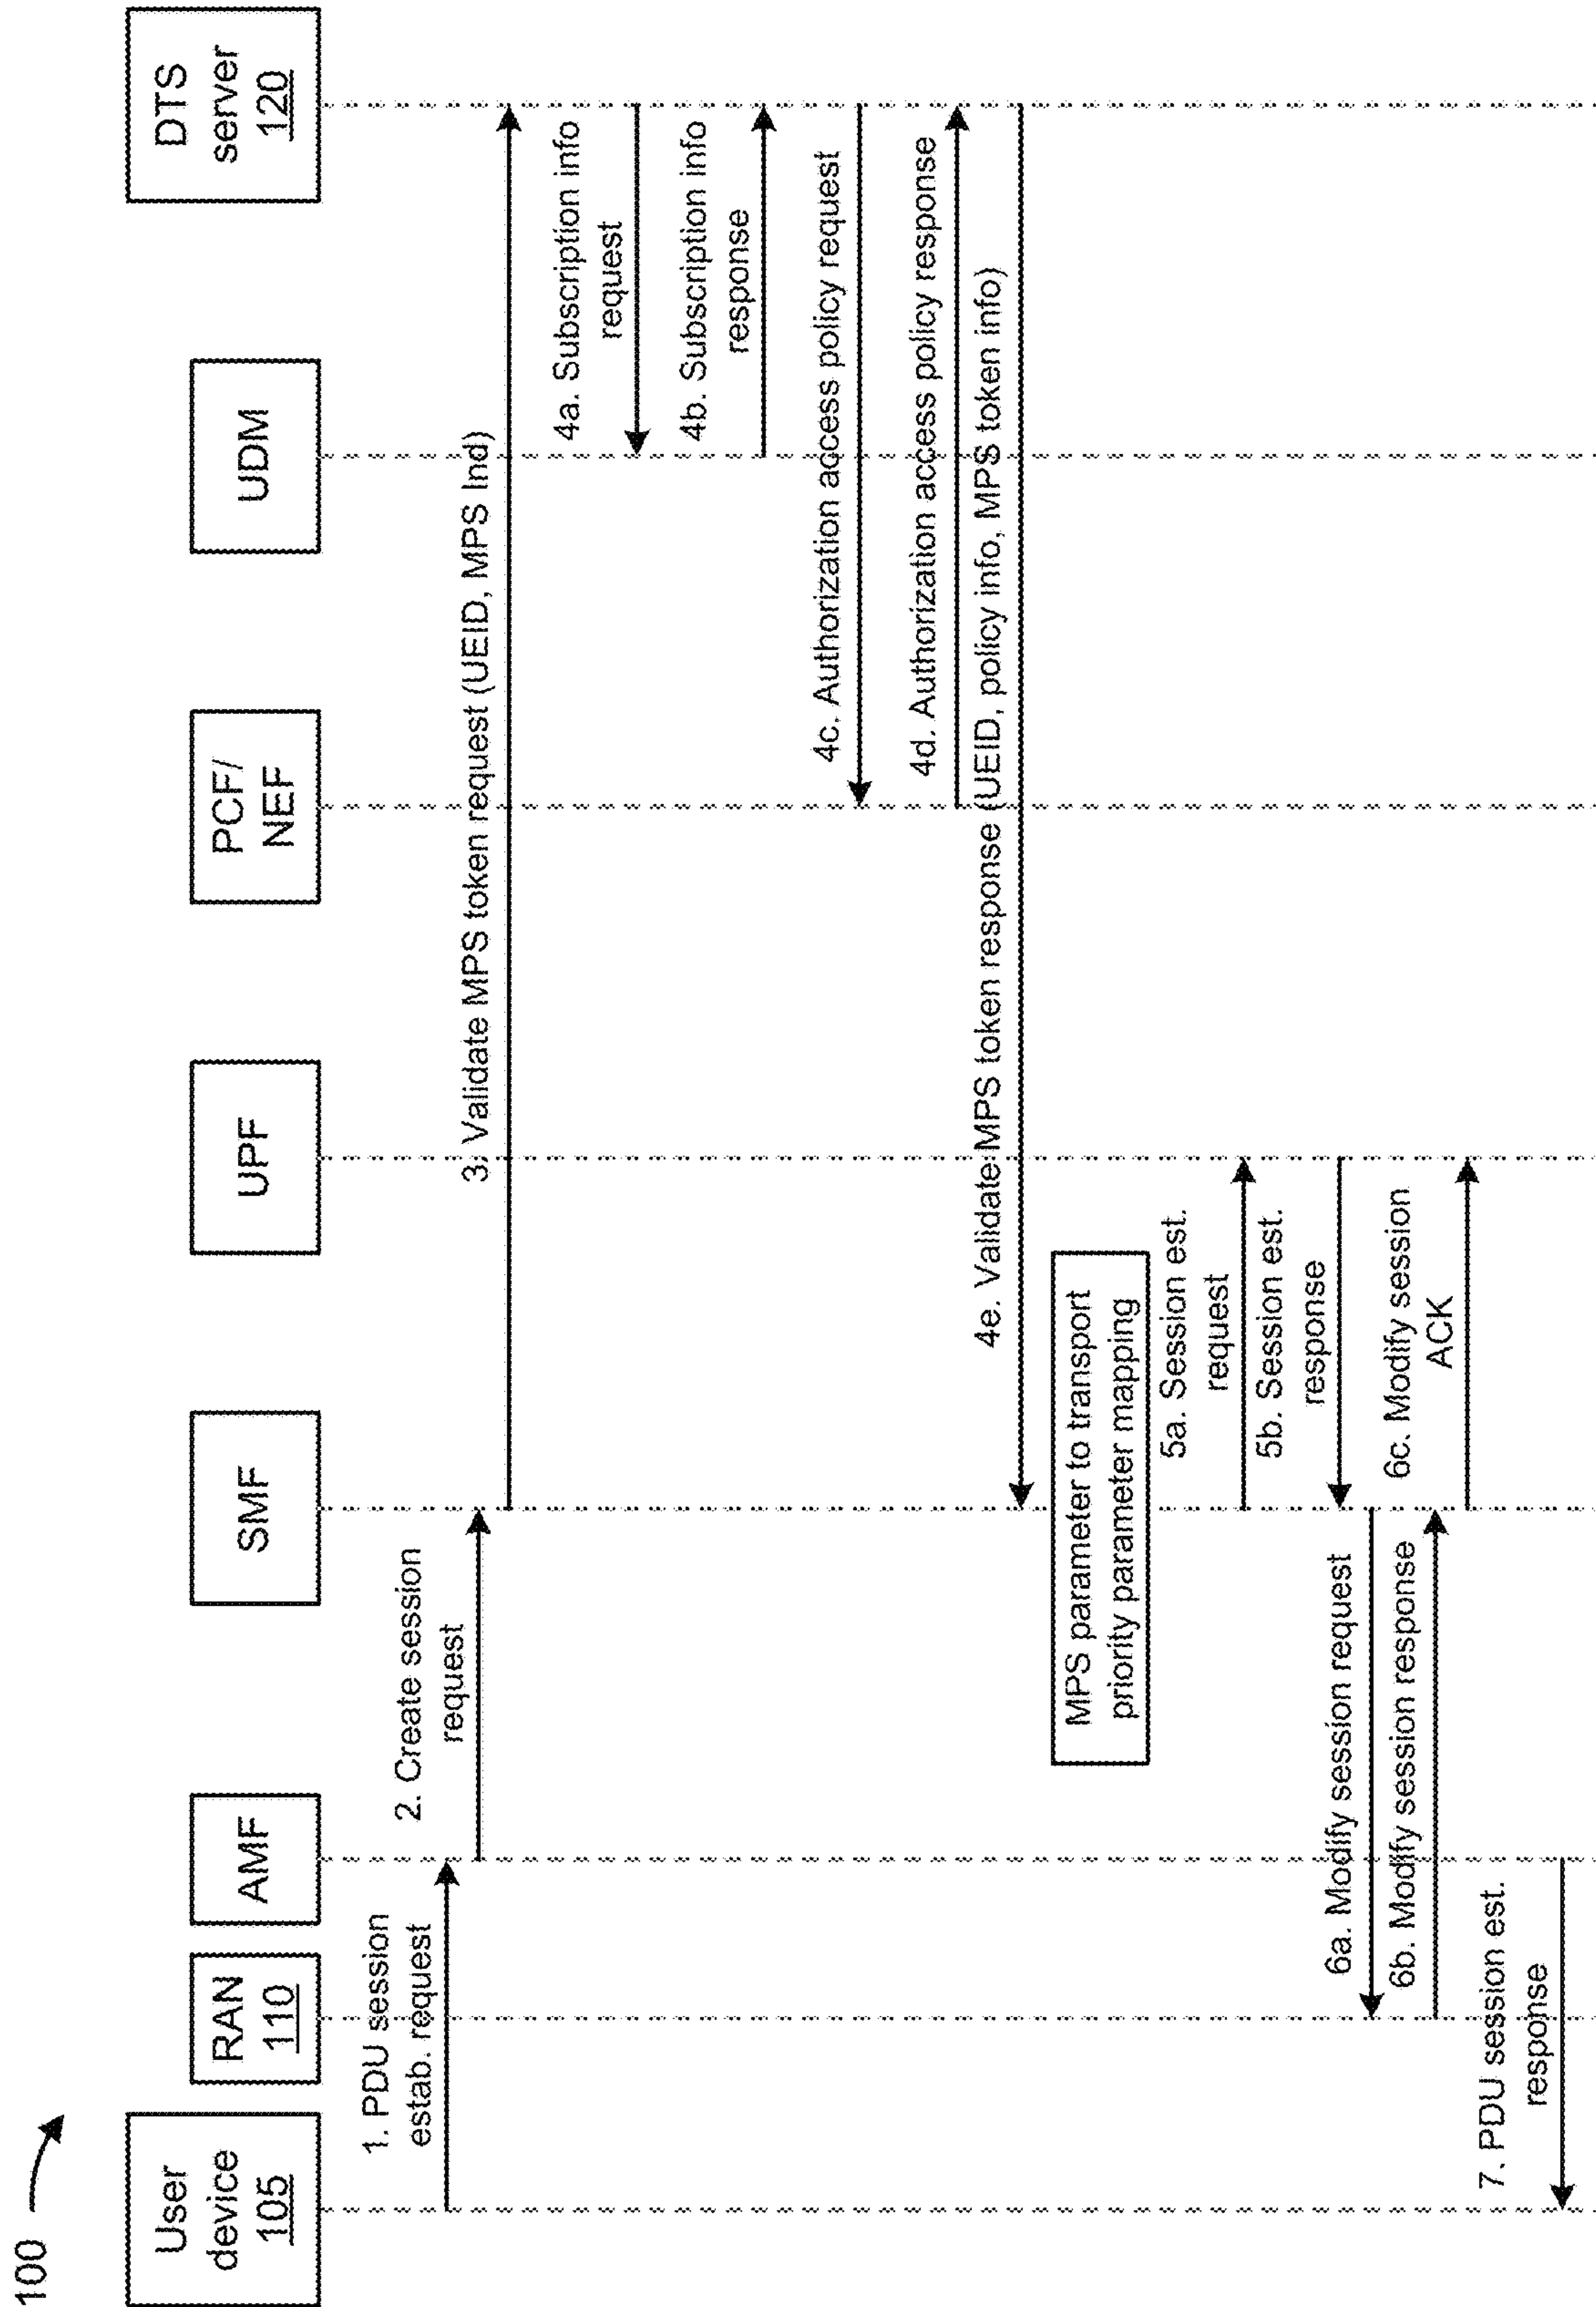 100
User
device
105
RAN
110
AMF
SMF
UPF
PCF/
NEF
UDM
DTS
server
120
1. PDU session
estab. request
2. Create session
request
3. Validate MPS token request (UEID, MPS Ind)
4a. Subscription info
request
4b. Subscription info
response
4c. Authorization access policy request
4d. Authorization access policy response
4e. Validate MPS token response (UEID, policy info, MPS token info)
MPS parameter to transport
priority parameter mapping
5a. Session est.
request
5b. Session est.
response
6a. Modify session request
6b. Modify session response
6c. Modify session
ACK
7. PDU session est.
response